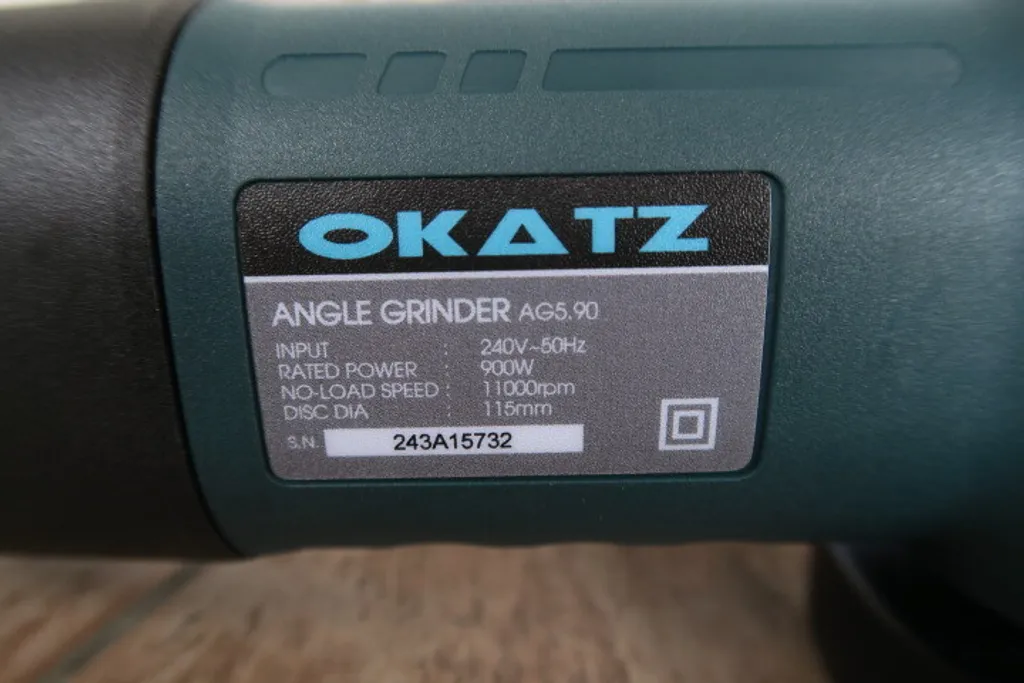 OKATZ
ANGLE GRINDER AG5.90
INPUT : 240V~50Hz
RATED POWER : 900W
NO-LOAD SPEED : 11000rpm
DISC DIA : 115mm
S.N. 243A15732